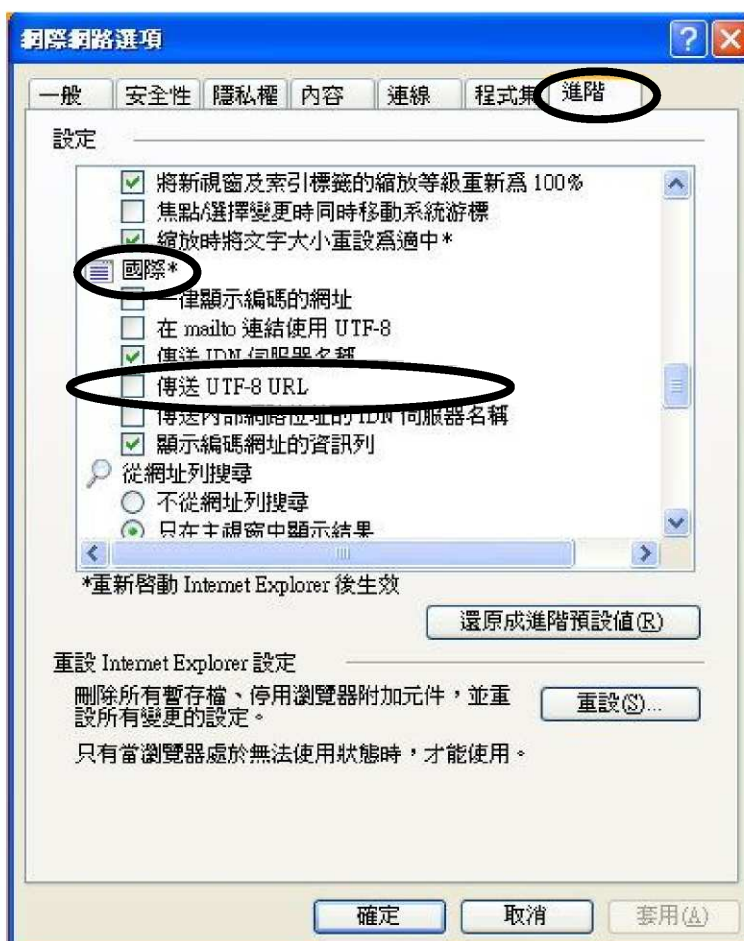 網際網路選項
一般 安全性 隱私權 內容 連線 程式集 進階
設定
將新視窗及索引標籤的縮放等級重新為 100%
焦點/選擇變更時同時移動系統游標
縮放時將文字大小重設為適中*
國際*
一律顯示編碼的網址
在 mailto 連結使用 UTF-8
傳送 IDN 伺服器名稱
傳送 UTF-8 URL
傳送內部網路位址的 IDN 伺服器名稱
顯示編碼網址的資訊列
從網址列搜尋
不從網址列搜尋
只在主視窗中顯示結果
*重新啓動 Internet Explorer 後生效
還原成進階預設值(R)
重設 Internet Explorer 設定
刪除所有暫存檔、停用瀏覽器附加元件，並重
設所有變更的設定。
重設(S)...
只有當瀏覽器處於無法使用狀態時，才能使用。
確定 取消 套用(A)